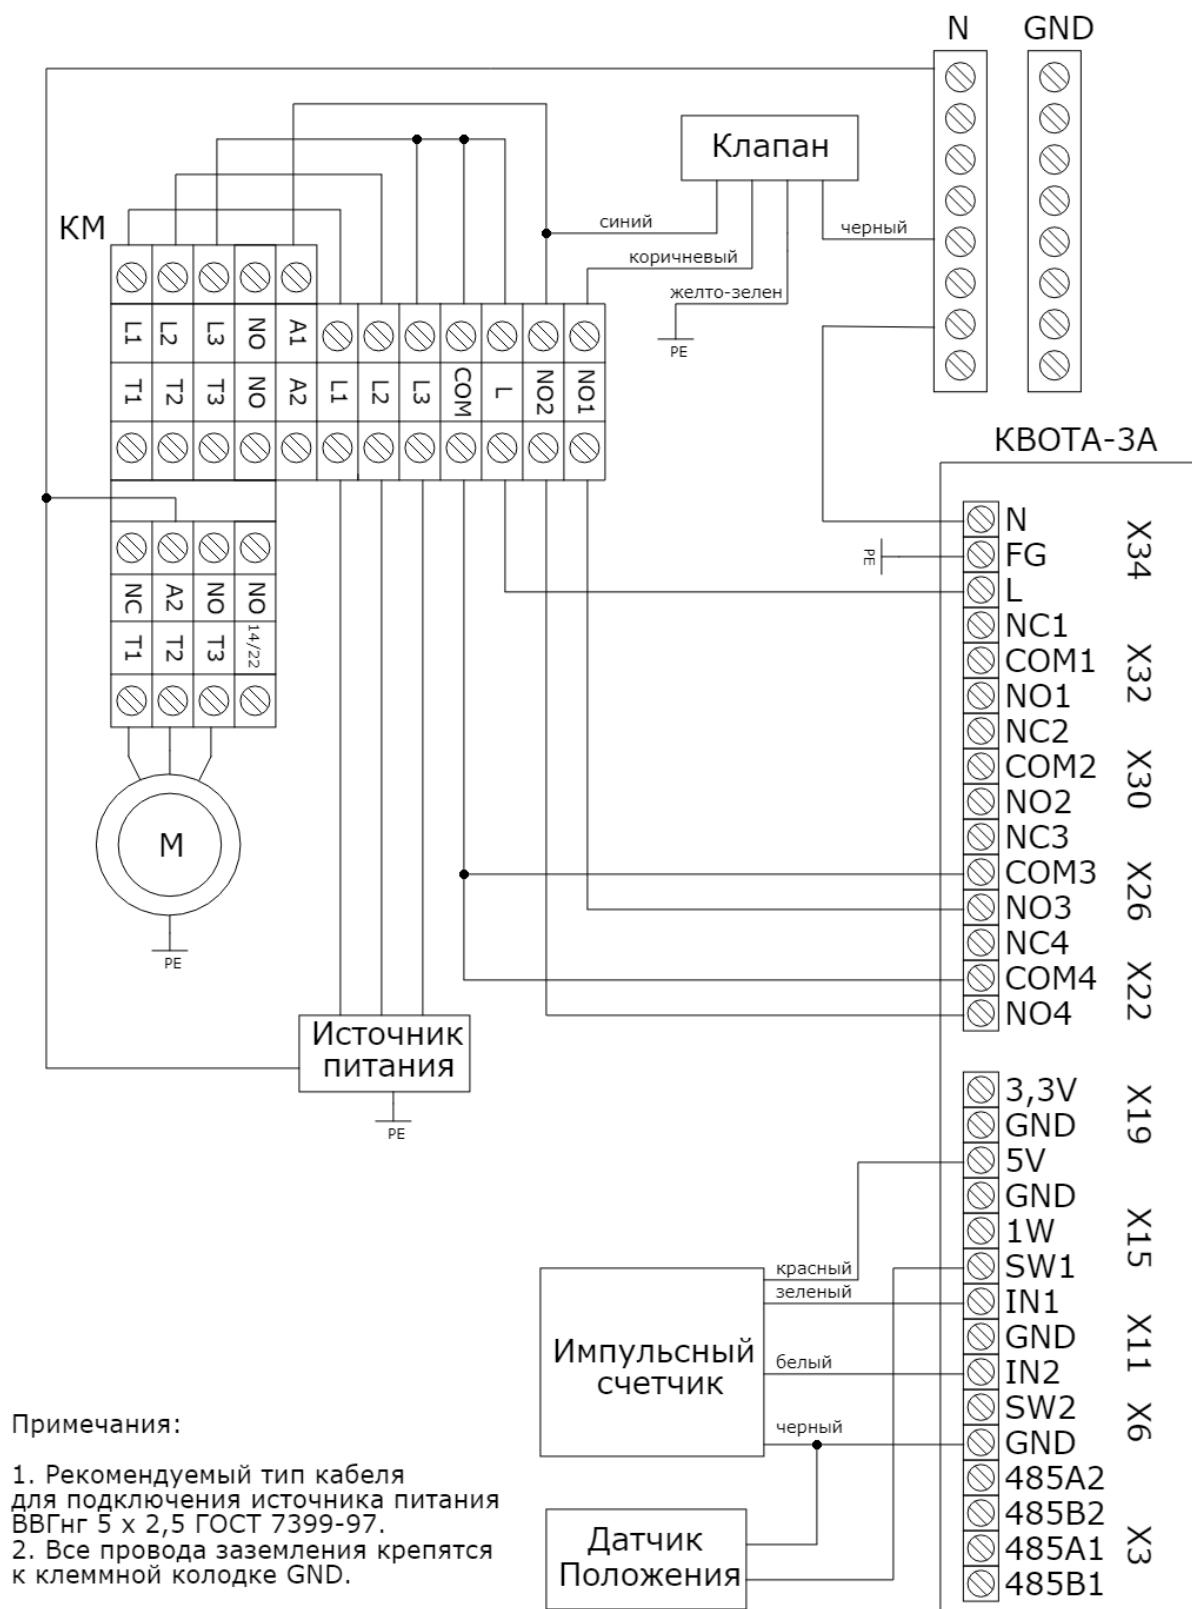 N GND
Клапан
КМ
синий
черный
коричневый
желто-зелен
PE
L1 L2 L3 NO A1
T1 T2 T3 NO A2 L1 L2 L3 COM L NO2 NO1
КВОТА-3А
N
FG
PE
L
X34
NC1
COM1
NO1
X32
NC2
COM2
NO2
X30
NC3
COM3
NO3
X26
NC4
COM4
NO4
X22
NC A2 NO NO
T1 T2 T3 14/22
М
PE
Источник
питания
PE
3,3V
GND
5V
X19
GND
1W
SW1
X15
IN1
GND
IN2
X11
SW2
GND
X6
485A2
485B2
485A1
485B1
X3
красный
зеленый
Импульсный
счетчик
белый
черный
Датчик
Положения
Примечания:
1. Рекомендуемый тип кабеля
для подключения источника питания
ВВГнг 5 х 2,5 ГОСТ 7399-97.
2. Все провода заземления крепятся
к клеммной колодке GND.